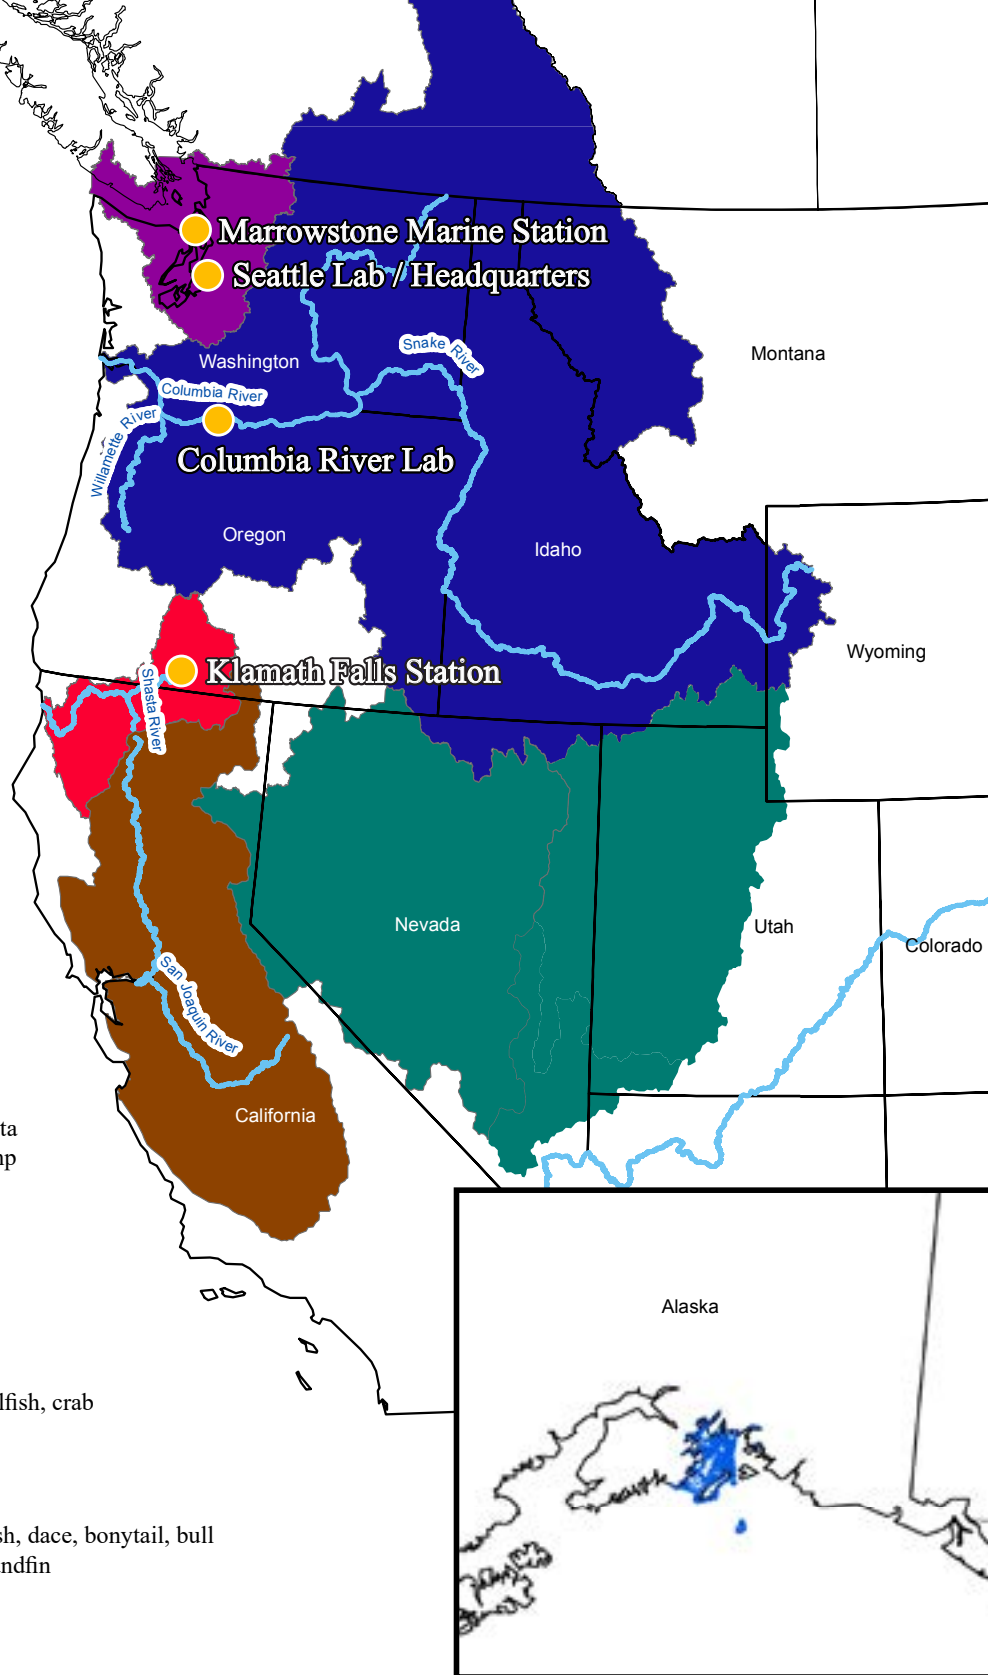 Marrowstone Marine Station
Seattle Lab / Headquarters
Snake River
Washington
Montana
Columbia River
Willamette River
Columbia River Lab
Oregon
Idaho
Wyoming
Klamath Falls Station
Shasta River
Nevada
Utah
Colorado
San Joaquin River
California
ta
np
Alaska
lfish, crab
sh, dace, bonytail, bull
ndfin